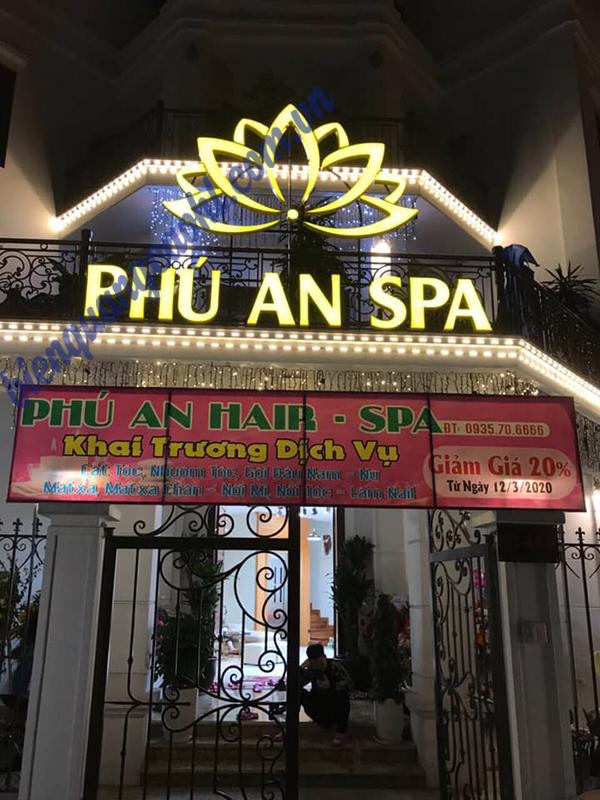 PHÚ AN SPA
PHÚ AN HAIR - SPA
ĐT: 0935.70.6666
Khai Trương Dịch Vụ
Cắt Tóc, Nhuộm Tóc, Gội Đầu Nam - Nữ
Matxa, Matxa Chân - Nối Mi, Nối Tóc - Làm Nail
Giảm Giá 20%
Từ Ngày 12/3/2020